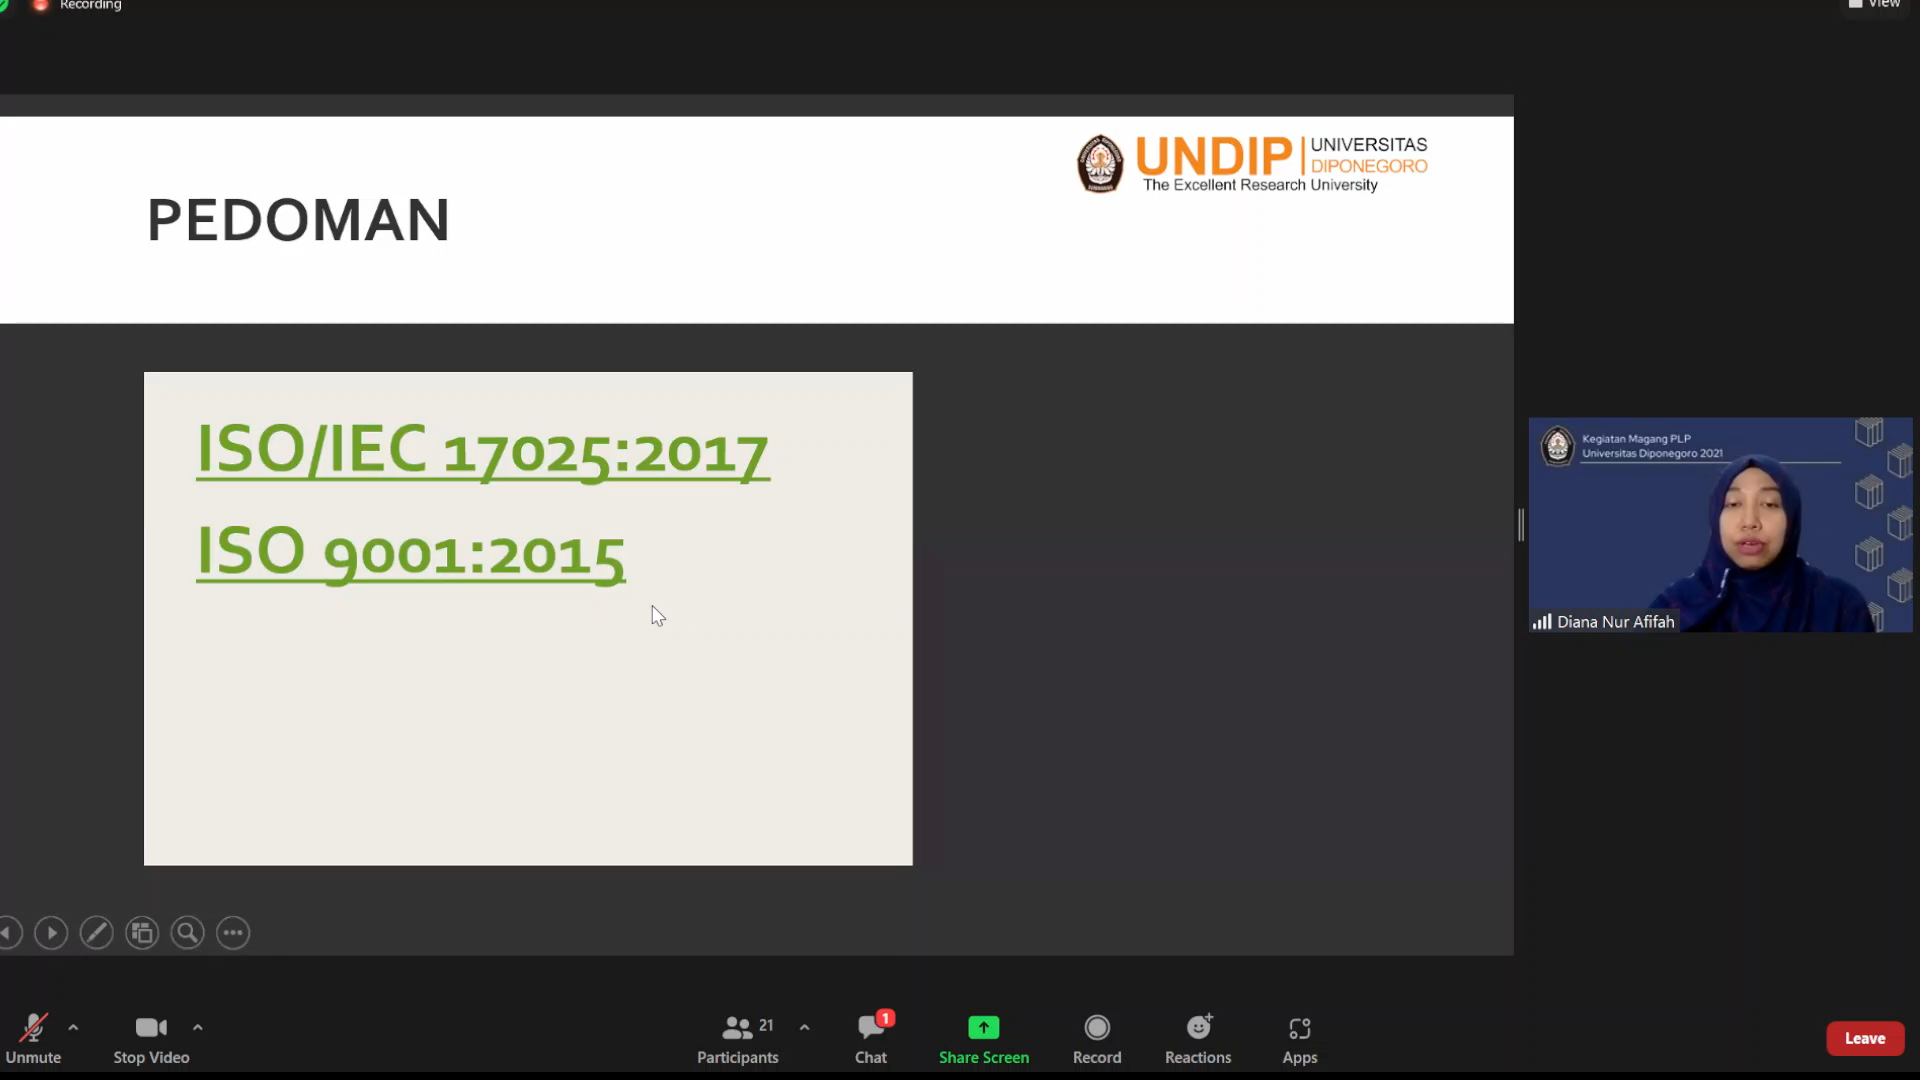 Recording
View
UNDIP
UNIVERSITAS
DIPONEGORO
The Excellent Research University
PEDOMAN
ISO/IEC 17025:2017
ISO 9001:2015
Kegiatan Magang PLP
Universitas Diponegoro 2021
Diana Nur Afifah
Unmute
Stop Video
21
Participants
1
Chat
Share Screen
Record
Reactions
Apps
Leave